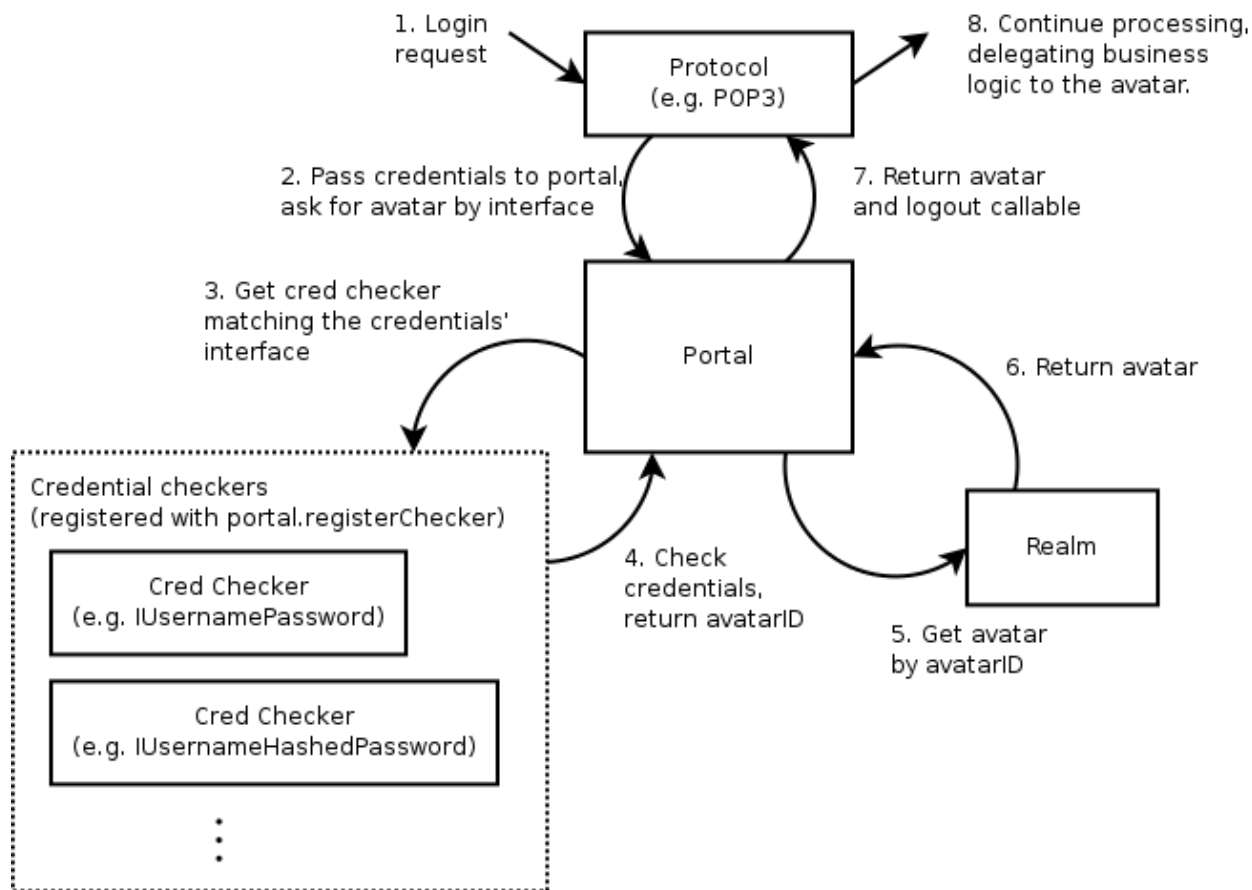 1. Login
request
Protocol
(e.g. POP3)
8. Continue processing,
delegating business
logic to the avatar.
2. Pass credentials to portal,
ask for avatar by interface
7. Return avatar
and logout callable
3. Get cred checker
matching the credentials'
interface
Portal
6. Return avatar
Credential checkers
(registered with portal.registerChecker)
Cred Checker
(e.g. IUsernamePassword)
4. Check
credentials,
return avatarID
Realm
5. Get avatar
by avatarID
Cred Checker
(e.g. IUsernameHashedPassword)